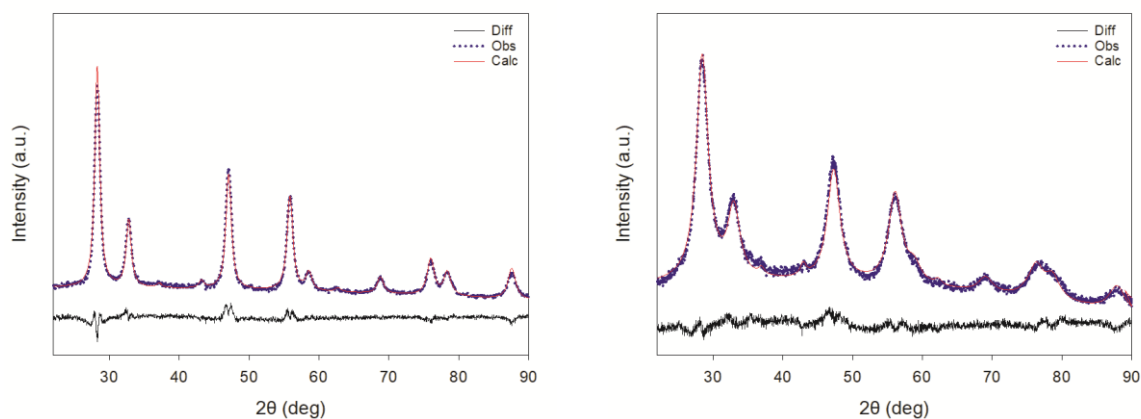 Diff
Obs
Calc
Intensity (a.u.)
30 40 50 60 70 80 90
2θ (deg)
Diff
Obs
Calc
Intensity (a.u.)
30 40 50 60 70 80 90
2θ (deg)